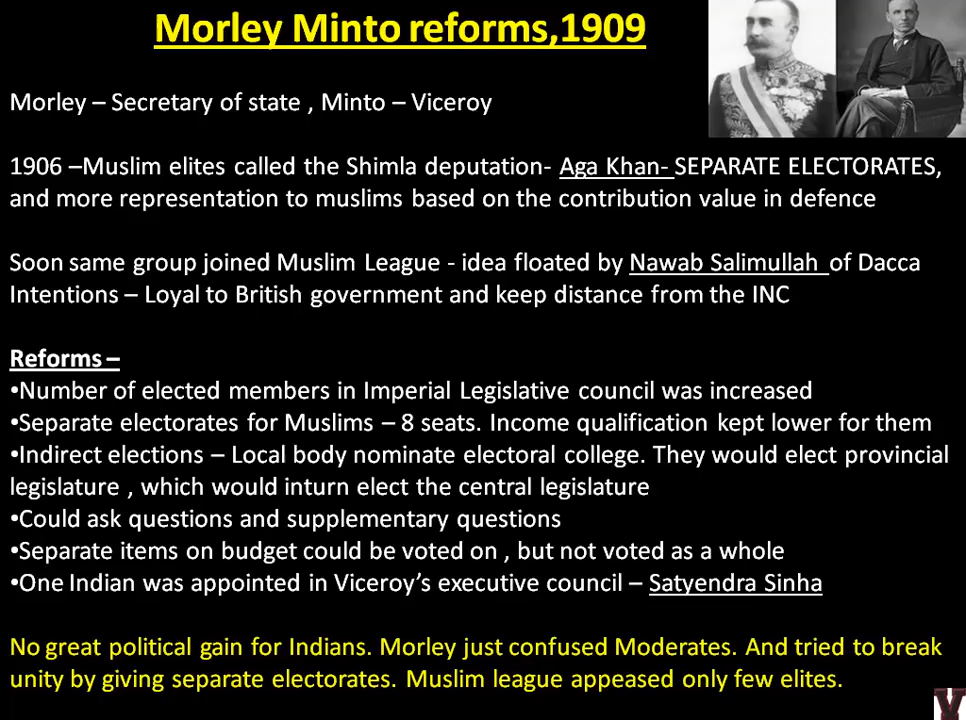 Morley Minto reforms,1909
Morley – Secretary of state , Minto – Viceroy
1906 –Muslim elites called the Shimla deputation- Aga Khan- SEPARATE ELECTORATES,
and more representation to muslims based on the contribution value in defence
Soon same group joined Muslim League - idea floated by Nawab Salimullah of Dacca
Intentions – Loyal to British government and keep distance from the INC
Reforms –
•Number of elected members in Imperial Legislative council was increased
•Separate electorates for Muslims – 8 seats. Income qualification kept lower for them
•Indirect elections – Local body nominate electoral college. They would elect provincial
legislature , which would inturn elect the central legislature
•Could ask questions and supplementary questions
•Separate items on budget could be voted on , but not voted as a whole
•One Indian was appointed in Viceroy’s executive council – Satyendra Sinha
No great political gain for Indians. Morley just confused Moderates. And tried to break
unity by giving separate electorates. Muslim league appeased only few elites.
V